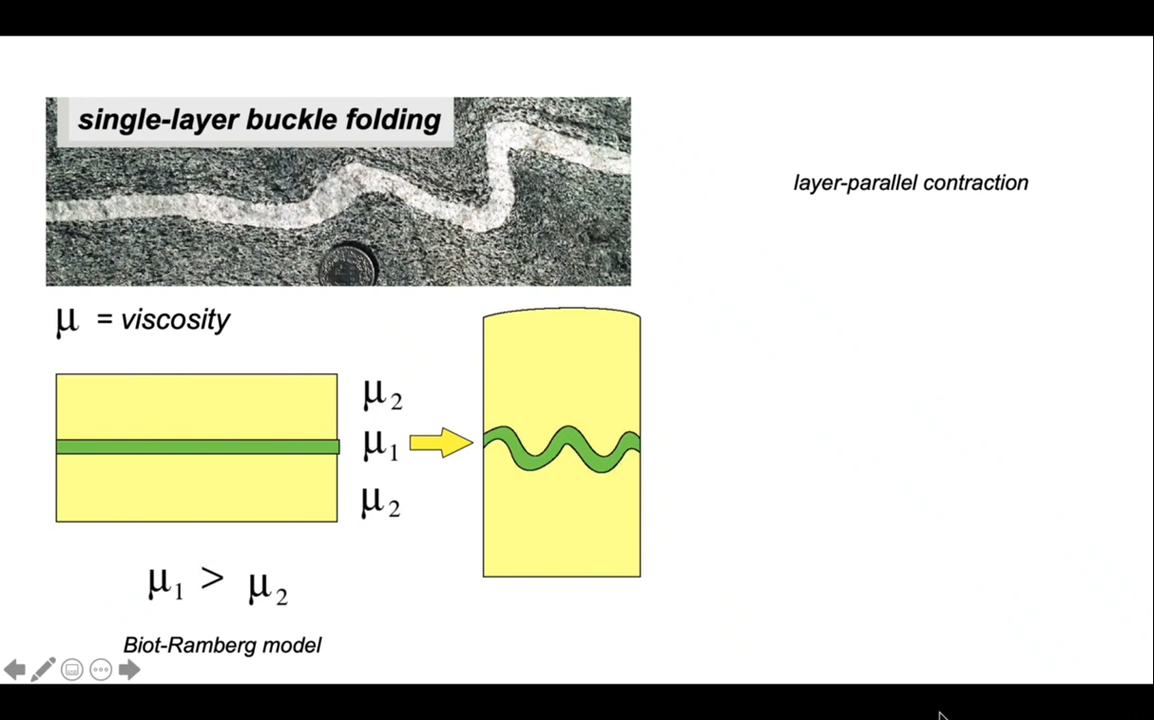 single-layer buckle folding
layer-parallel contraction
μ = viscosity
μ₂
μ₁
μ₂
μ₁ > μ₂
Biot-Ramberg model